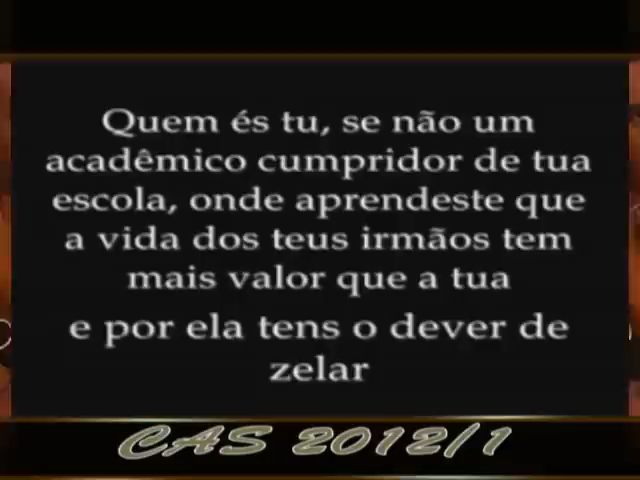 Quem és tu, se não um
acadêmico cumpridor de tua
escola, onde aprendeste que
a vida dos teus irmãos tem
mais valor que a tua
e por ela tens o dever de
zelar
CAS 2012/1